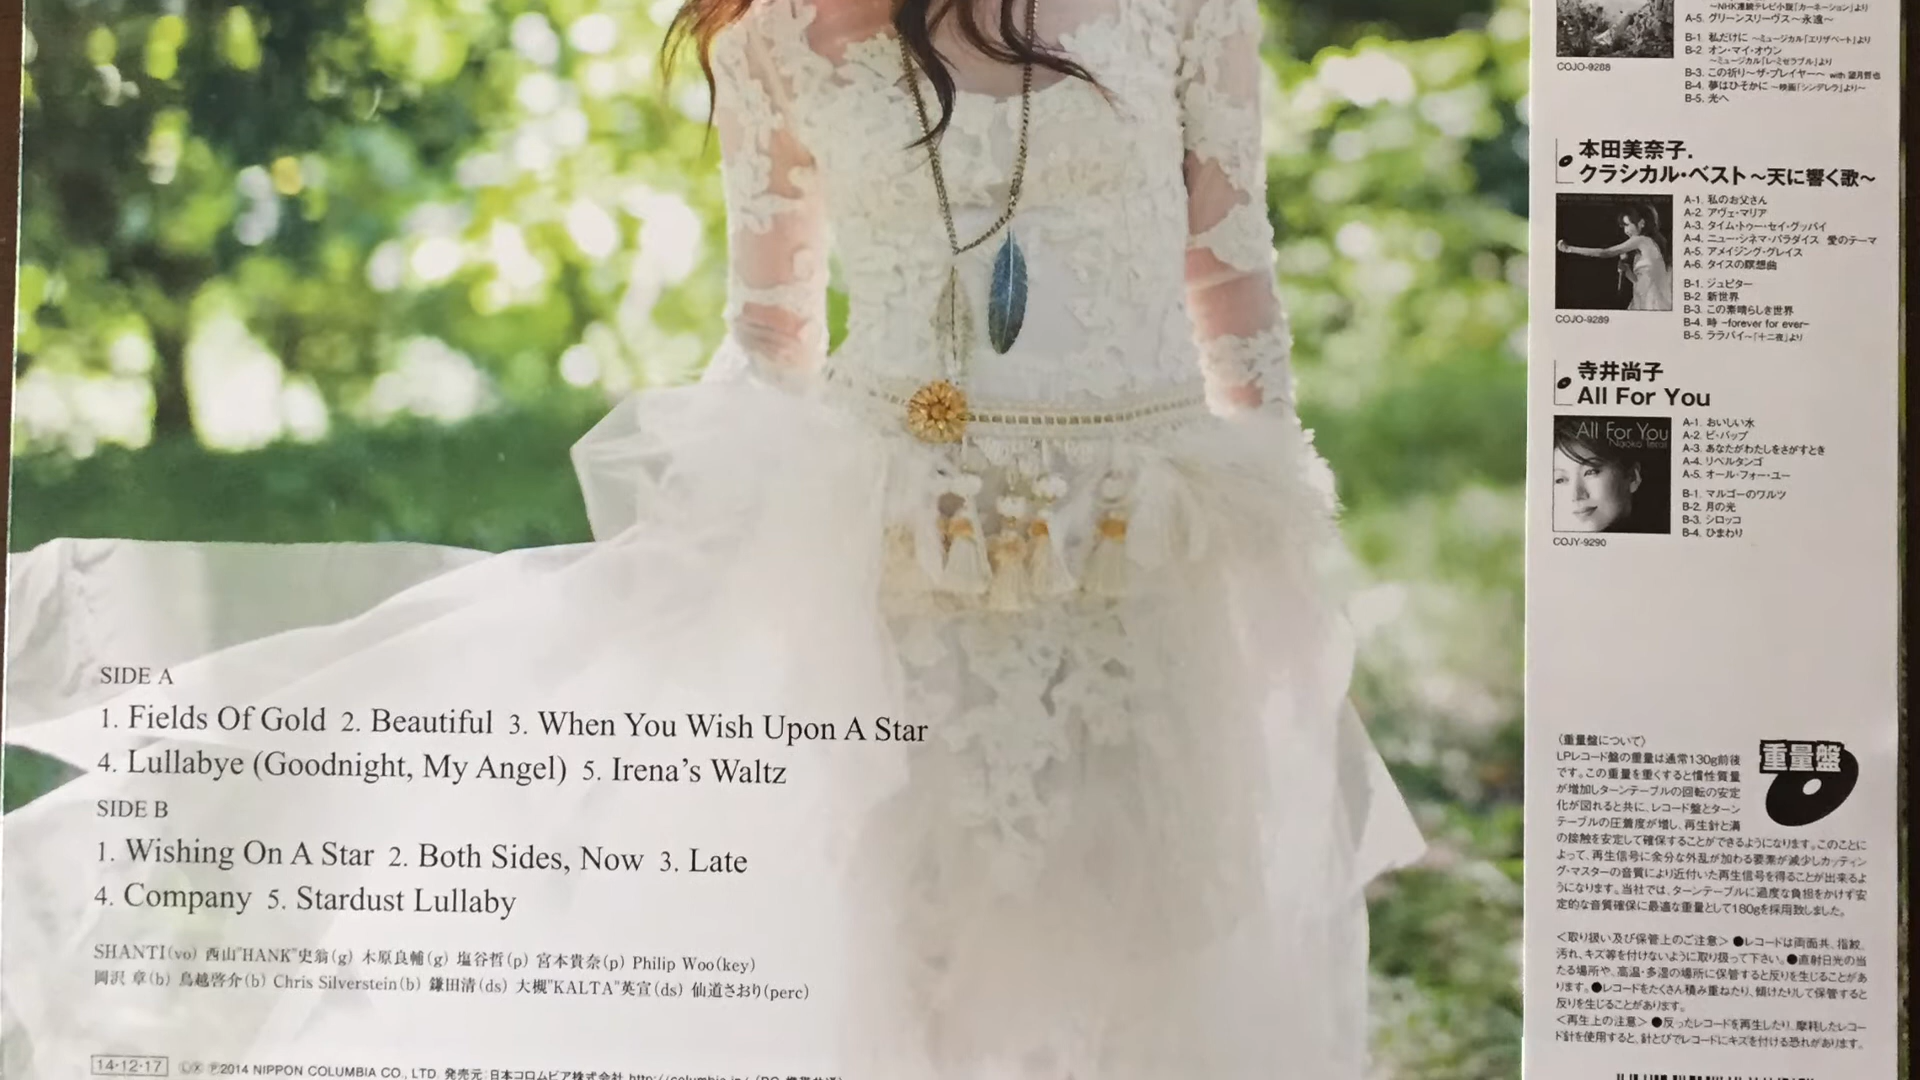 SIDE A
1. Fields Of Gold 2. Beautiful 3. When You Wish Upon A Star
4. Lullabye (Goodnight, My Angel) 5. Irena's Waltz
SIDE B
1. Wishing On A Star 2. Both Sides, Now 3. Late
4. Company 5. Stardust Lullaby
SHANTI(vo) 西山"HANK"史翁(g) 木原良輔(g) 塩谷哲(p) 宮本貴奈(p) Philip Woo(key)
岡沢 章(b) 鳥越啓介(b) Chris Silverstein(b) 鎌田清(ds) 大槻"KALTA"英宣(ds) 仙道さおり(perc)
14-12-17 ℗2014 NIPPON COLUMBIA CO., LTD. 発売元:日本コロムビア株式会社
～NHK連続テレビ小説「カーネーション」より
A-5. グリーンスリーヴス～永遠～
B-1. 私だけに ～ミュージカル「エリザベート」より
B-2. オン・マイ・オウン
～ミュージカル「レ・ミゼラブル」より
B-3. この祈り～ザ・プレイヤー～ with 望月哲也
B-4. 夢はひそかに ～映画「シンデレラ」より～
B-5. 光へ
COJO-9288
本田美奈子.
クラシカル・ベスト～天に響く歌～
A-1. 私のお父さん
A-2. アヴェ・マリア
A-3. タイム・トゥー・セイ・グッバイ
A-4. ニュー・シネマ・パラダイス 愛のテーマ
A-5. アメイジング・グレイス
A-6. タイスの瞑想曲
B-1. ジュピター
B-2. 新世界
B-3. この素晴らしき世界
B-4. 時 -forever for ever-
B-5. ララバイ～「十二夜」より
COJO-9289
寺井尚子
All For You
All For You
Naoko Terai
A-1. おいしい水
A-2. ビ・バップ
A-3. あなたがわたしをさがすとき
A-4. リベルタンゴ
A-5. オール・フォー・ユー
B-1. マルゴーのワルツ
B-2. 月の光
B-3. シロッコ
B-4. ひまわり
COJY-9290
重量盤
〈重量盤について〉
LPレコード盤の重量は通常130g前後
です。この重量を重くすると慣性質量
が増加しターンテーブルの回転の安定
化が図れると共に、レコード盤とターン
テーブルの圧着度が増し、再生針と溝
の接触を安定して確保することができるようになります。このことに
よって、再生信号に余分な外乱が加わる要素が減少しカッティン
グ・マスターの音質により近付いた再生信号を得ることが出来るよ
うになります。当社では、ターンテーブルに過度な負担をかけず安
定的な音質確保に最適な重量として180gを採用致しました。
＜取り扱い及び保管上のご注意＞ ●レコードは両面共、指紋、
汚れ、キズ等を付けないように取り扱って下さい。●直射日光の当
たる場所や、高温・多湿の場所に保管すると反りを生じることがあ
ります。●レコードをたくさん積み重ねたり、傾けたりして保管すると
反りを生じることがあります。
＜再生上の注意＞ ●反ったレコードを再生したり、摩耗したレコー
ド針を使用すると、針とびでレコードにキズを付ける恐れがあります。